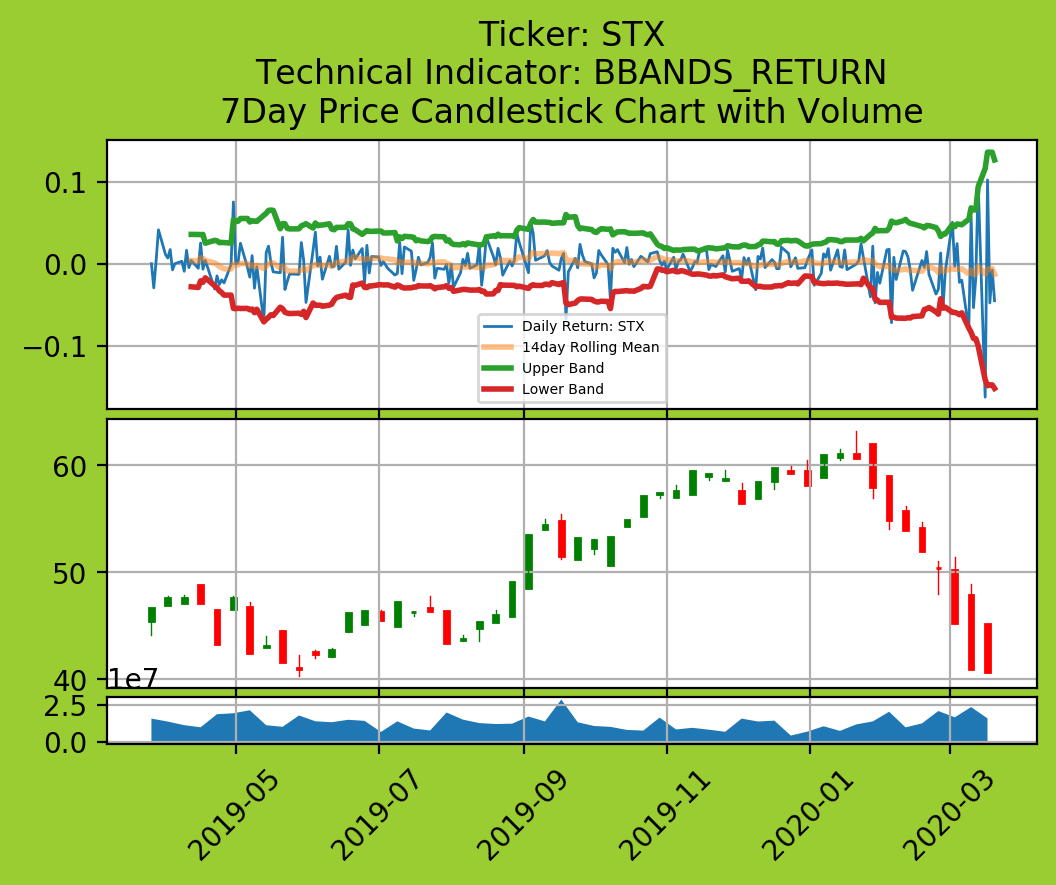 Ticker: STX
Technical Indicator: BBANDS_RETURN
7Day Price Candlestick Chart with Volume
0.1
0.0
−0.1
Daily Return: STX
14day Rolling Mean
Upper Band
Lower Band
60
50
40
1e7
2.5
0.0
2019-05
2019-07
2019-09
2019-11
2020-01
2020-03